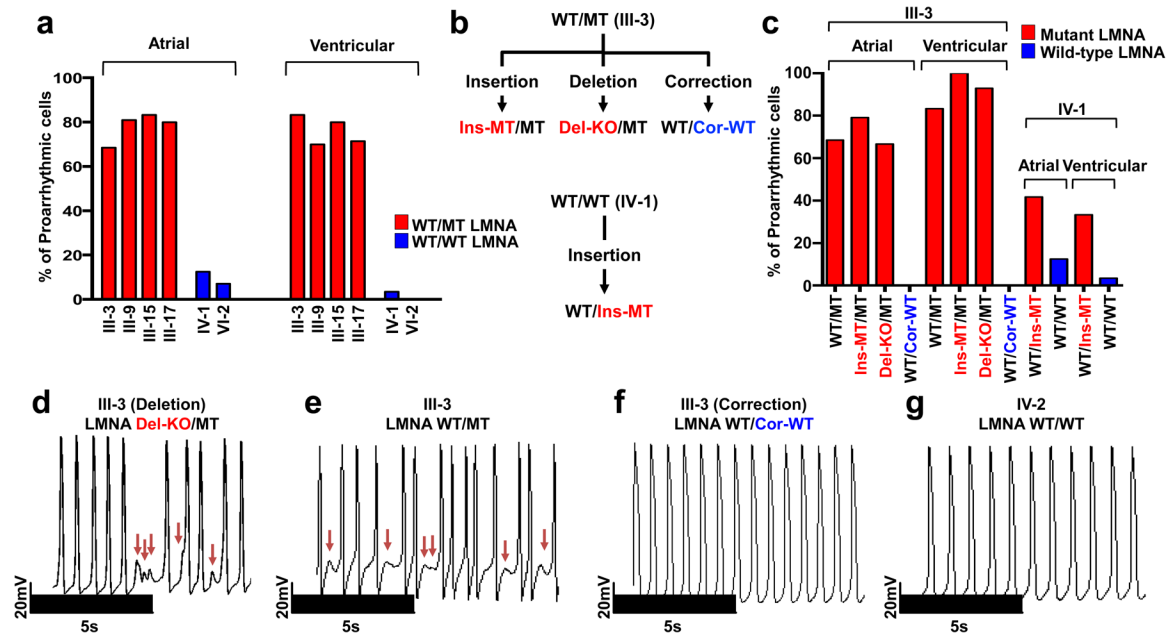 a
Atrial
Ventricular
% of Proarrhythmic cells
100
80
60
40
20
0
WT/MT LMNA
WT/WT LMNA
III-3
III-9
III-15
III-17
IV-1
VI-2
III-3
III-9
III-15
III-17
IV-1
VI-2
b
WT/MT (III-3)
Insertion
Deletion
Correction
Ins-MT/MT
Del-KO/MT
WT/Cor-WT
WT/WT (IV-1)
Insertion
WT/Ins-MT
c
III-3
Mutant LMNA
Wild-type LMNA
Atrial
Ventricular
IV-1
Atrial
Ventricular
% of Proarrhythmic cells
100
80
60
40
20
0
WT/MT
Ins-MT/MT
Del-KO/MT
WT/Cor-WT
WT/MT
Ins-MT/MT
Del-KO/MT
WT/Cor-WT
WT/Ins-MT
WT/WT
WT/Ins-MT
WT/WT
d
III-3 (Deletion)
LMNA Del-KO/MT
20mV
5s
e
III-3
LMNA WT/MT
20mV
5s
f
III-3 (Correction)
LMNA WT/Cor-WT
20mV
5s
g
IV-2
LMNA WT/WT
20mV
5s